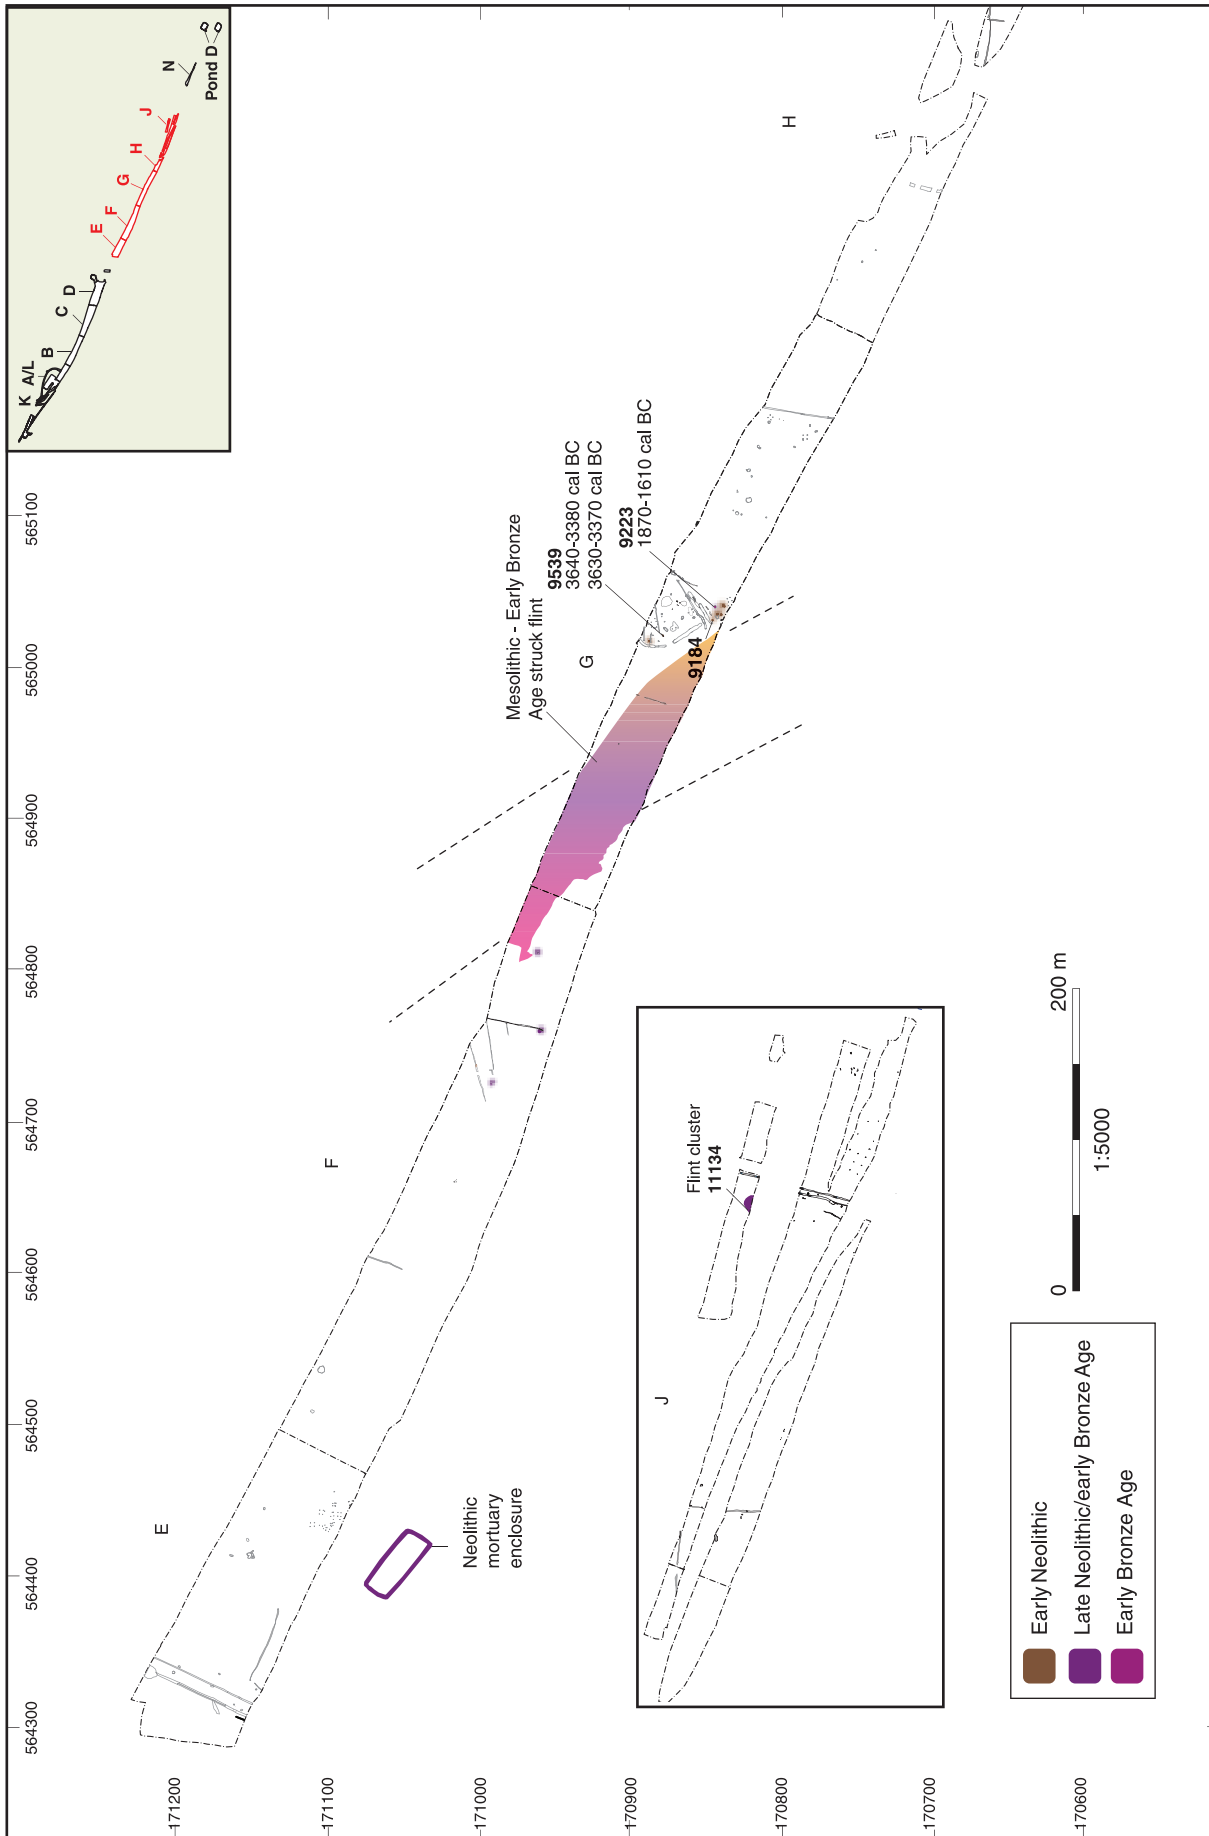 K
A/L
B
C
D
E
F
G
H
J
N
Pond D
564300
564400
564500
564600
564700
564800
564900
565000
565100
171200
171100
171000
170900
170800
170700
170600
E
F
G
H
Mesolithic - Early Bronze
Age struck flint
9539
3640-3380 cal BC
3630-3370 cal BC
9223
1870-1610 cal BC
9184
Neolithic
mortuary
enclosure
J
Flint cluster
11134
Early Neolithic
Late Neolithic/early Bronze Age
Early Bronze Age
0
200 m
1:5000